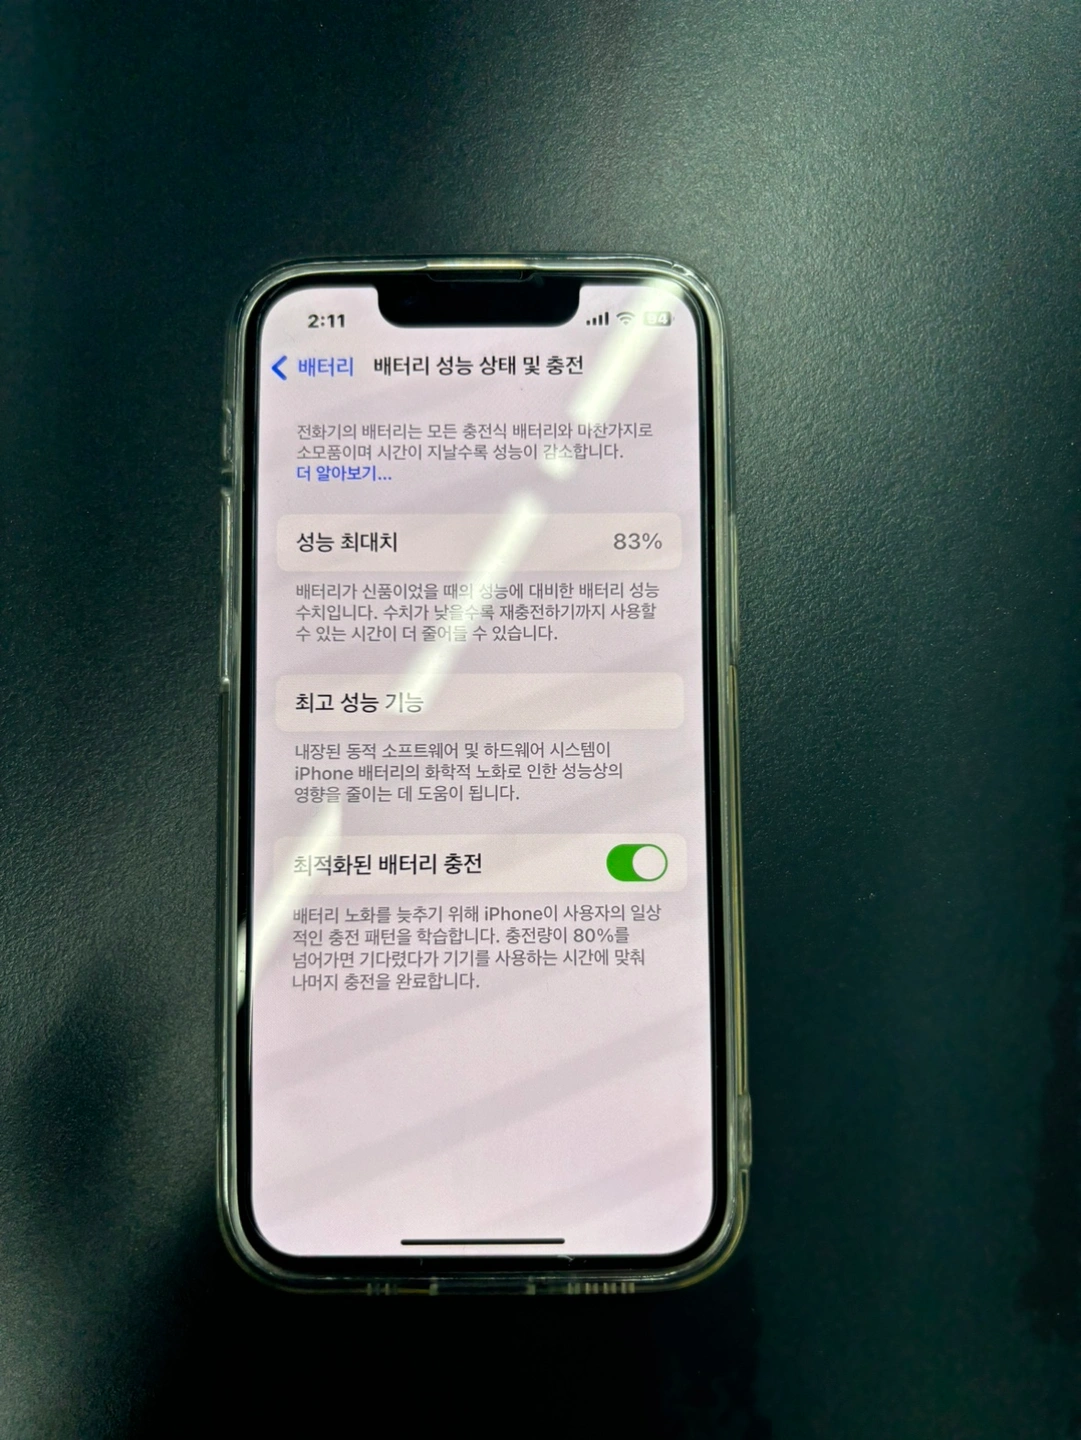 2:11 94
배터리 배터리 성능 상태 및 충전
전화기의 배터리는 모든 충전식 배터리와 마찬가지로
소모품이며 시간이 지날수록 성능이 감소합니다.
더 알아보기...
성능 최대치 83%
배터리가 신품이었을 때의 성능에 대비한 배터리 성능
수치입니다. 수치가 낮을수록 재충전하기까지 사용할
수 있는 시간이 더 줄어들 수 있습니다.
최고 성능 기능
내장된 동적 소프트웨어 및 하드웨어 시스템이
iPhone 배터리의 화학적 노화로 인한 성능상의
영향을 줄이는 데 도움이 됩니다.
최적화된 배터리 충전
배터리 노화를 늦추기 위해 iPhone이 사용자의 일상
적인 충전 패턴을 학습합니다. 충전량이 80%를
넘어가면 기다렸다가 기기를 사용하는 시간에 맞춰
나머지 충전을 완료합니다.